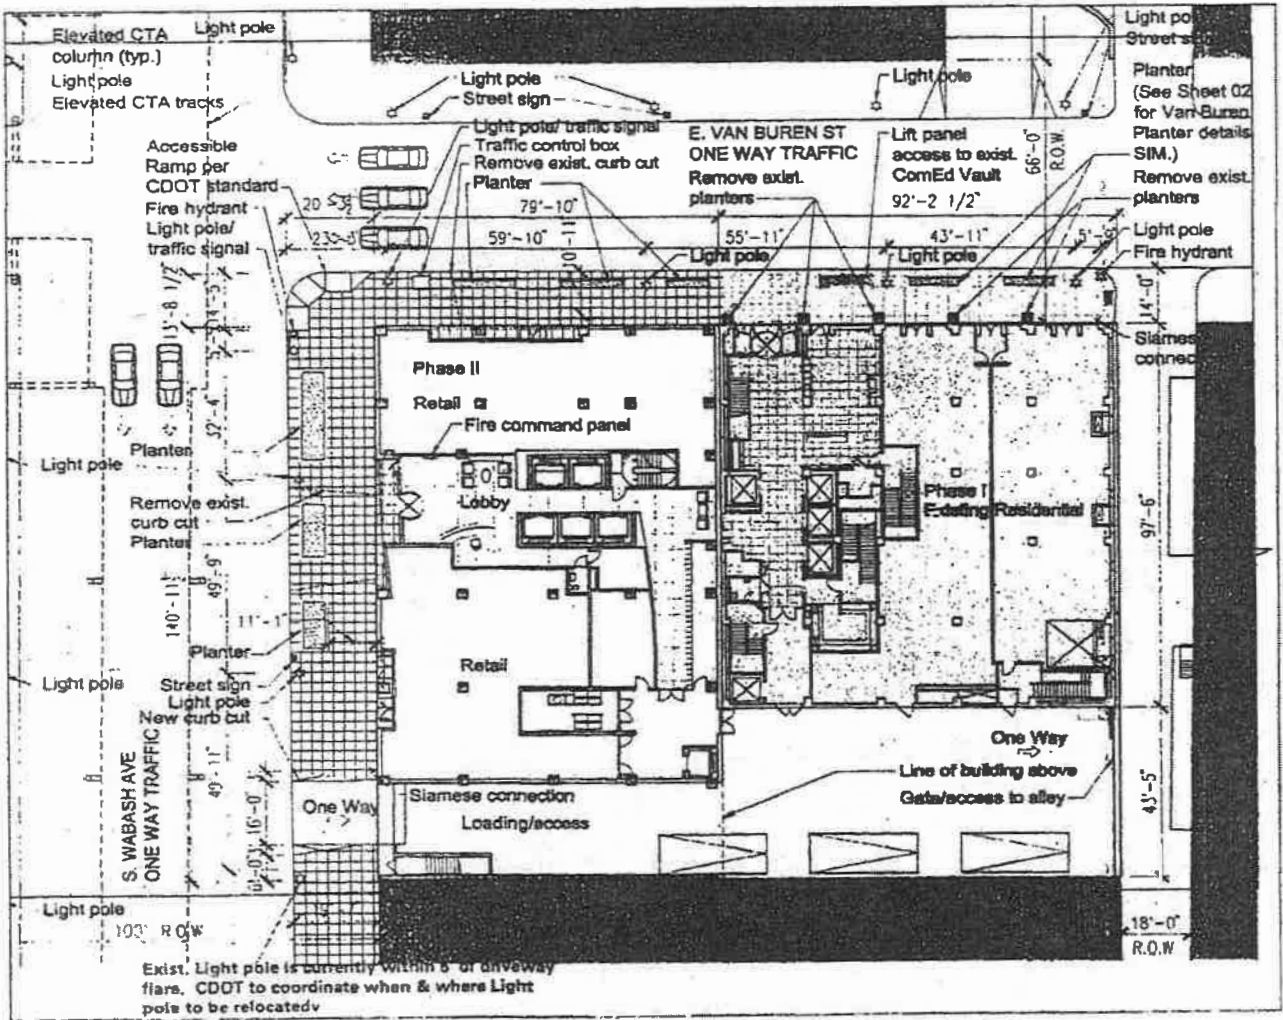 Elevated CTA
column (typ.)
Light pole
Elevated CTA tracks
Light pole
Light pole
Street sign
Light pole
Light pole/ traffic signal
Traffic control box
Remove exist. curb cut
Planter
E. VAN BUREN ST
ONE WAY TRAFFIC
Remove exist.
planters
Lift panel
access to exist.
ComEd Vault
92'-2 1/2"
66'-0"
R.O.W.
Planter
(See Sheet 02
for Van Buren
Planter details
SIM.)
Remove exist.
planters
Light pole
Fire hydrant
Accessible
Ramp per
CDOT standard
Fire hydrant
Light pole/
traffic signal
79'-10"
59'-10"
55'-11"
43'-11"
Light pole
Light pole
14'-0"
Phase II
Retail
Fire command panel
Lobby
Phase I
Existing Residential
97'-6"
Planter
Light pole
Remove exist.
curb cut
Planter
49'-9"
140'-11"
11'-1"
Planter
Street sign
Light pole
Light pole
New curb cut
Retail
One Way
Line of building above
Gate/access to alley
43'-5"
S. WABASH AVE
ONE WAY TRAFFIC
49'-11"
16'-0"
One Way
Siamese connection
Loading/access
Light pole
100' R.O.W
18'-0"
R.O.W
Exist. Light pole is currently within 5' of driveway
flare. CDOT to coordinate when & where Light
pole to be relocated